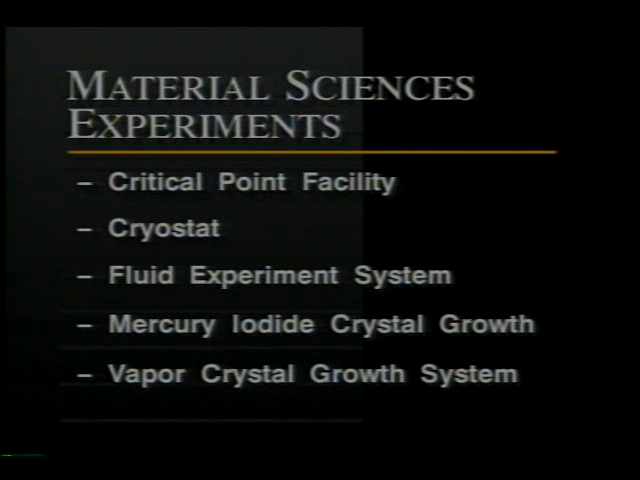 MATERIAL SCIENCES
EXPERIMENTS
– Critical Point Facility
– Cryostat
– Fluid Experiment System
– Mercury Iodide Crystal Growth
– Vapor Crystal Growth System